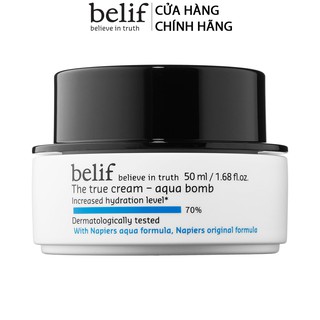 belif
believe in truth
CỬA HÀNG
CHÍNH HÃNG
belif believe in truth 50 ml / 1.68 fl.oz.
The true cream – aqua bomb
Increased hydration level*
70%
Dermatologically tested
With Napiers aqua formula, Napiers original formula